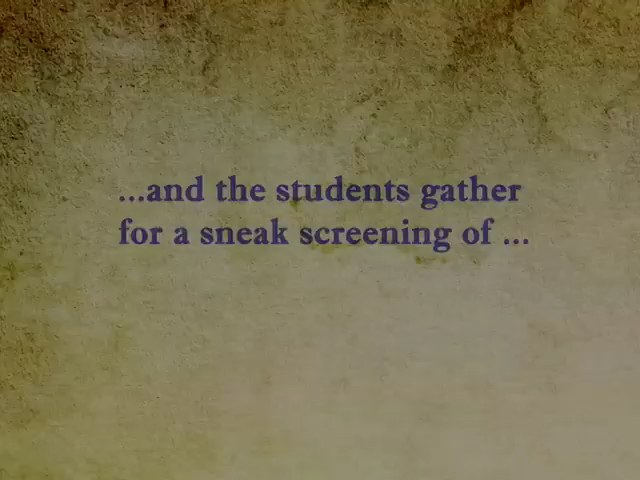 ...and the students gather
for a sneak screening of ...